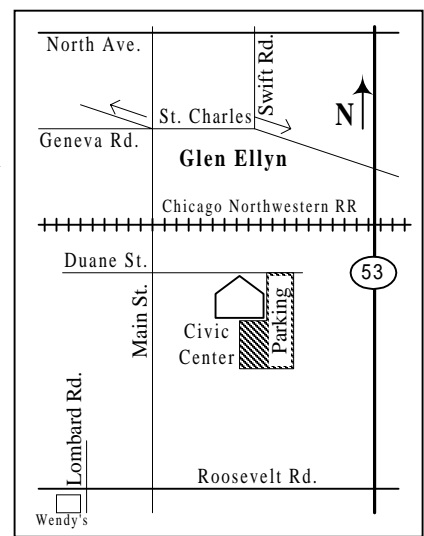 North Ave.
Swift Rd.
St. Charles
N
Geneva Rd.
Glen Ellyn
Chicago Northwestern RR
Duane St.
53
Main St.
Parking
Civic
Center
Lombard Rd.
Roosevelt Rd.
Wendy's